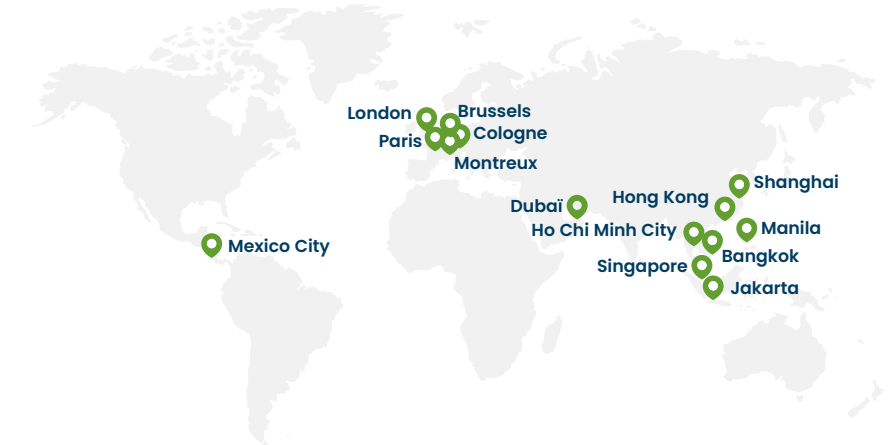 London
Brussels
Paris
Cologne
Montreux
Shanghai
Hong Kong
Dubaï
Ho Chi Minh City
Manila
Mexico City
Bangkok
Singapore
Jakarta